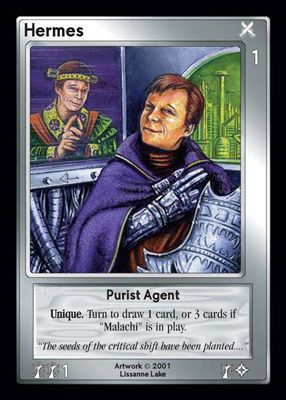 Hermes
1
Purist Agent
Unique. Turn to draw 1 card, or 3 cards if
"Malachi" is in play.
"The seeds of the critical shift have been planted...."
1
Artwork © 2001
Lissanne Lake